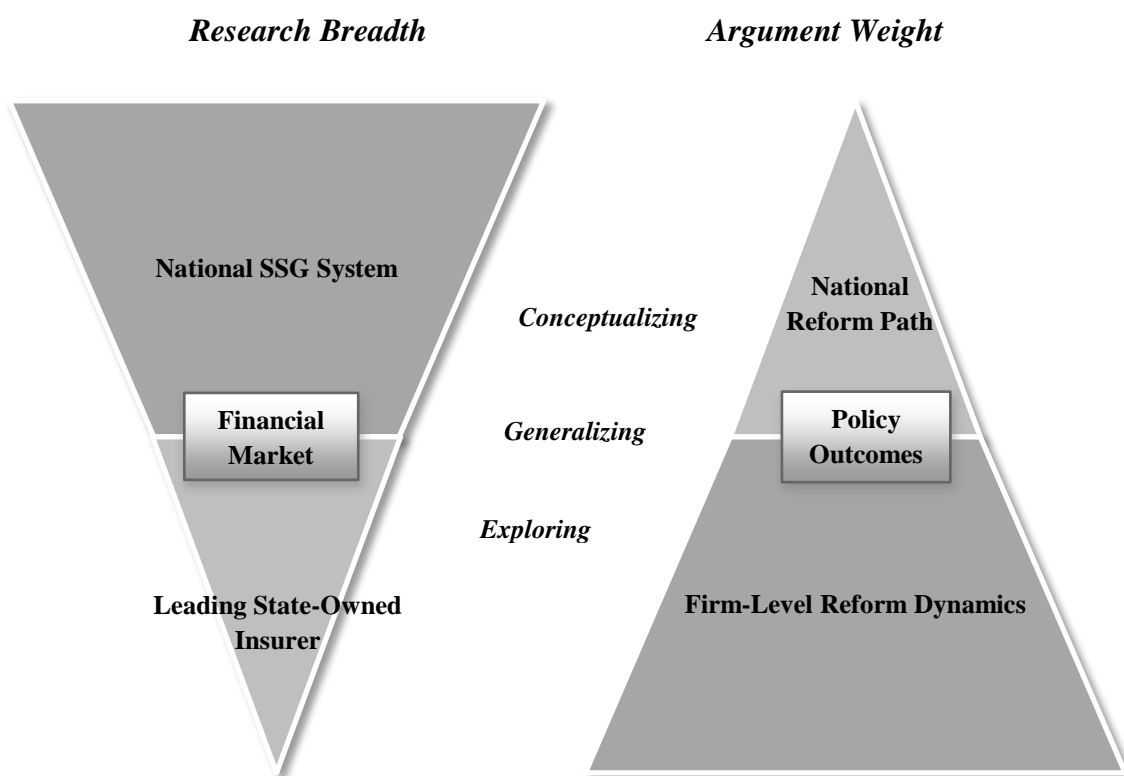 Research Breadth
Argument Weight
National SSG System
National
Reform Path
Conceptualizing
Financial
Market
Generalizing
Policy
Outcomes
Exploring
Leading State-Owned
Insurer
Firm-Level Reform Dynamics